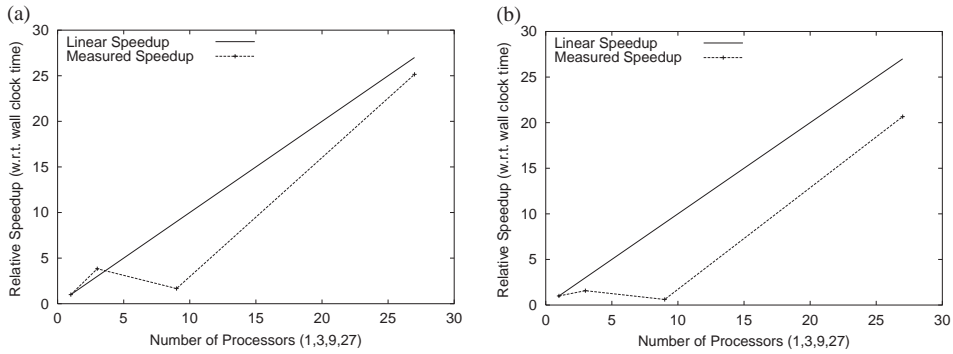 (a)
30
25
20
15
10
5
0
Relative Speedup (w.r.t. wall clock time)
Linear Speedup
Measured Speedup
0 5 10 15 20 25 30
Number of Processors (1,3,9,27)
(b)
30
25
20
15
10
5
0
Relative Speedup (w.r.t. wall clock time)
Linear Speedup
Measured Speedup
0 5 10 15 20 25 30
Number of Processors (1,3,9,27)